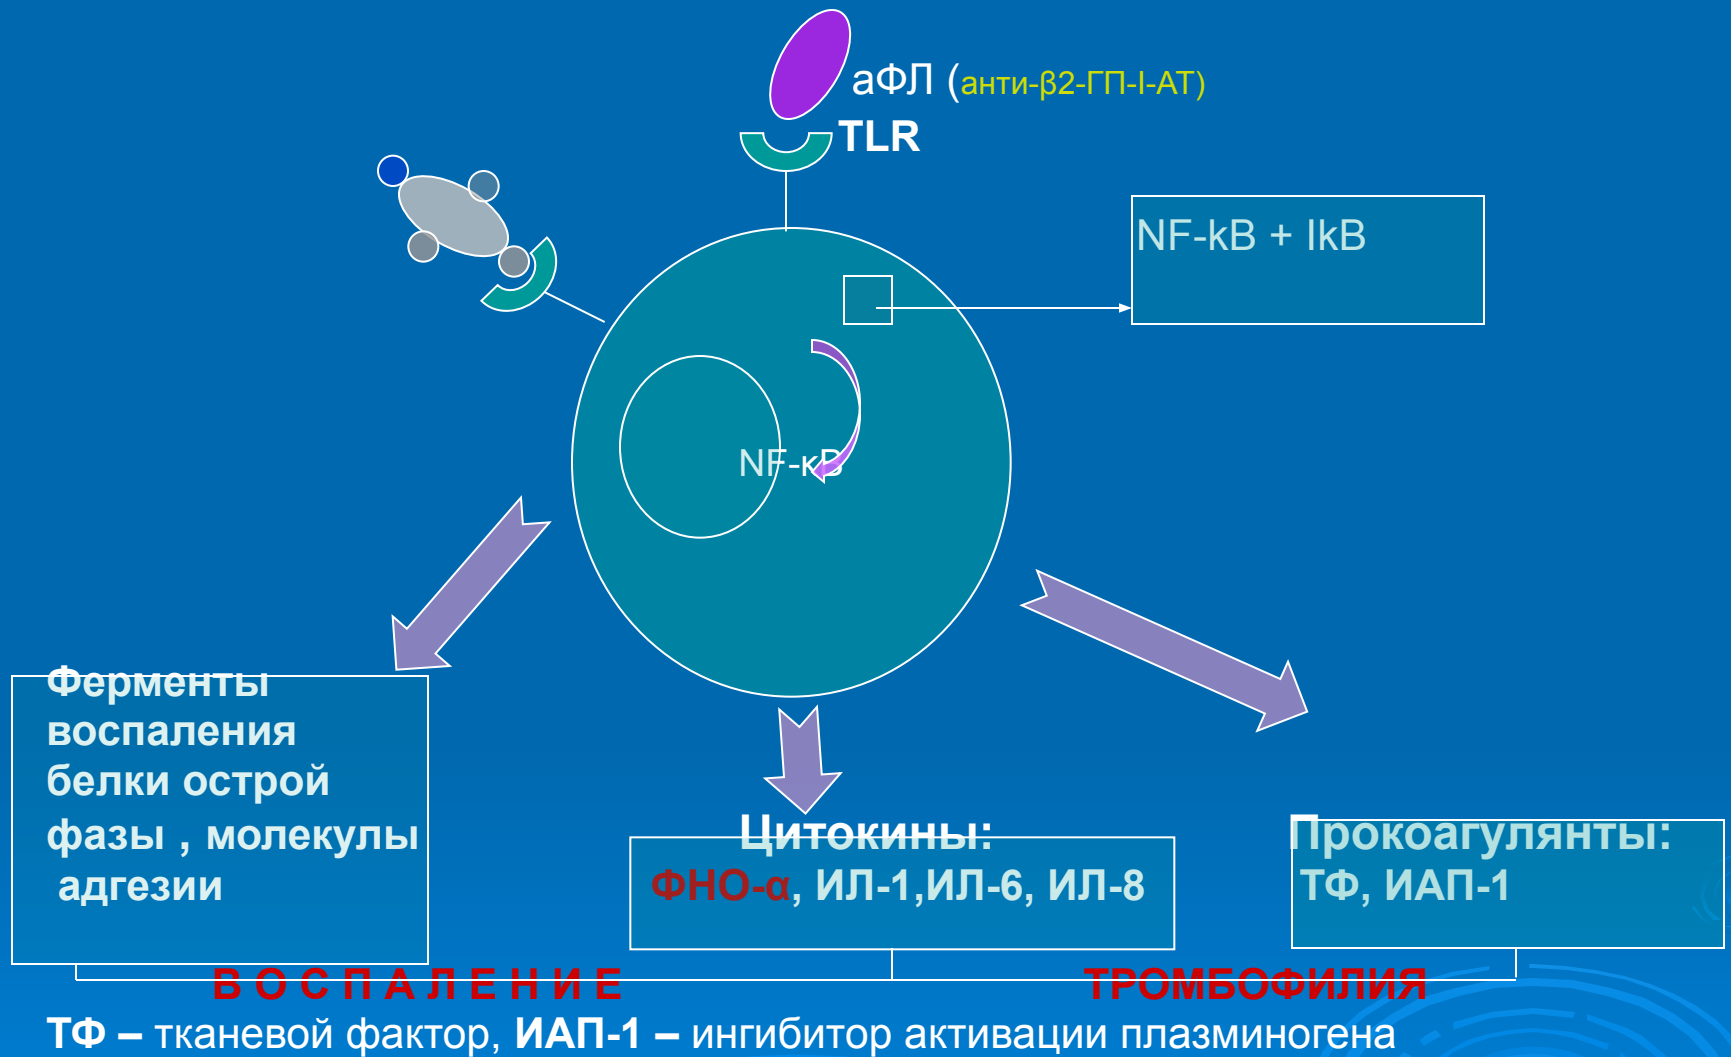 аФЛ (анти-β2-ГП-I-АТ)
TLR
NF-kB + IkB
NF-κB
Ферменты
воспаления
белки острой
фазы , молекулы
адгезии
Цитокины:
ФНО-α, ИЛ-1,ИЛ-6, ИЛ-8
Прокоагулянты:
ТФ, ИАП-1
В О С П А Л Е Н И Е
ТРОМБОФИЛИЯ
ТФ – тканевой фактор, ИАП-1 – ингибитор активации плазминогена